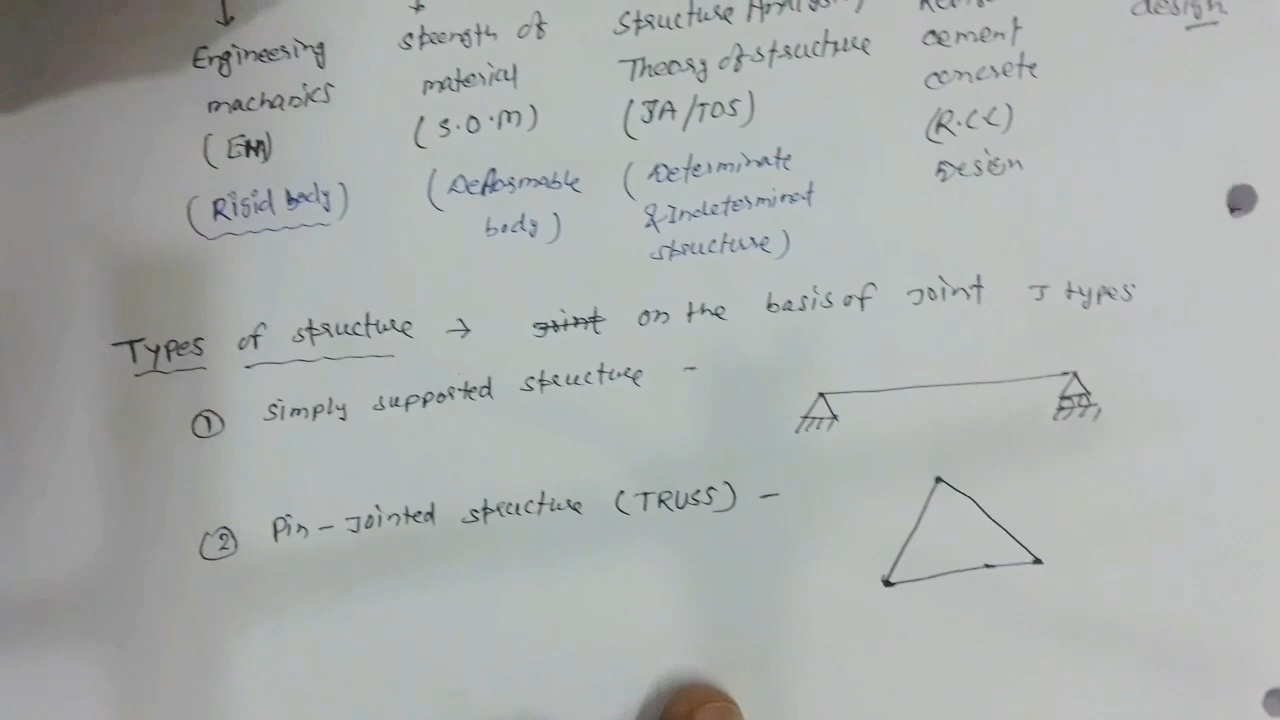 design
Structure
Engineering
machanics
(EM)
(Rigid body)
strength of
material
(S.O.M)
(Deformable
body)
Theory of structure
(SA/TOS)
(Determinate
& Indeterminat
structure)
cement
concrete
(R.C.C)
Design
Types of structure → Joint on the basis of Joint 3 types
① Simply supported structure -
② Pin-Jointed structure (TRUSS) -